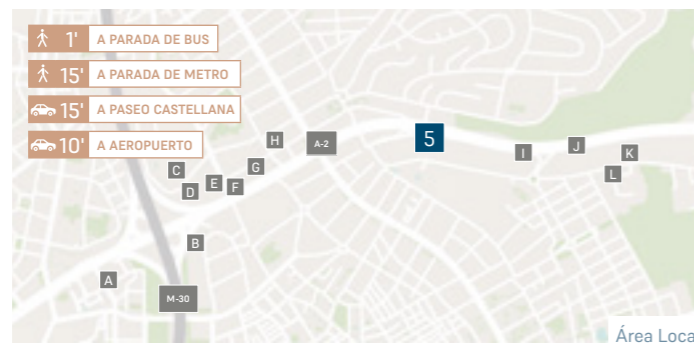 1' A PARADA DE BUS
15' A PARADA DE METRO
15' A PASEO CASTELLANA
10' A AEROPUERTO
H
A-2
5
I
J
K
L
C
D
E
F
G
B
A
M-30
Área Loca